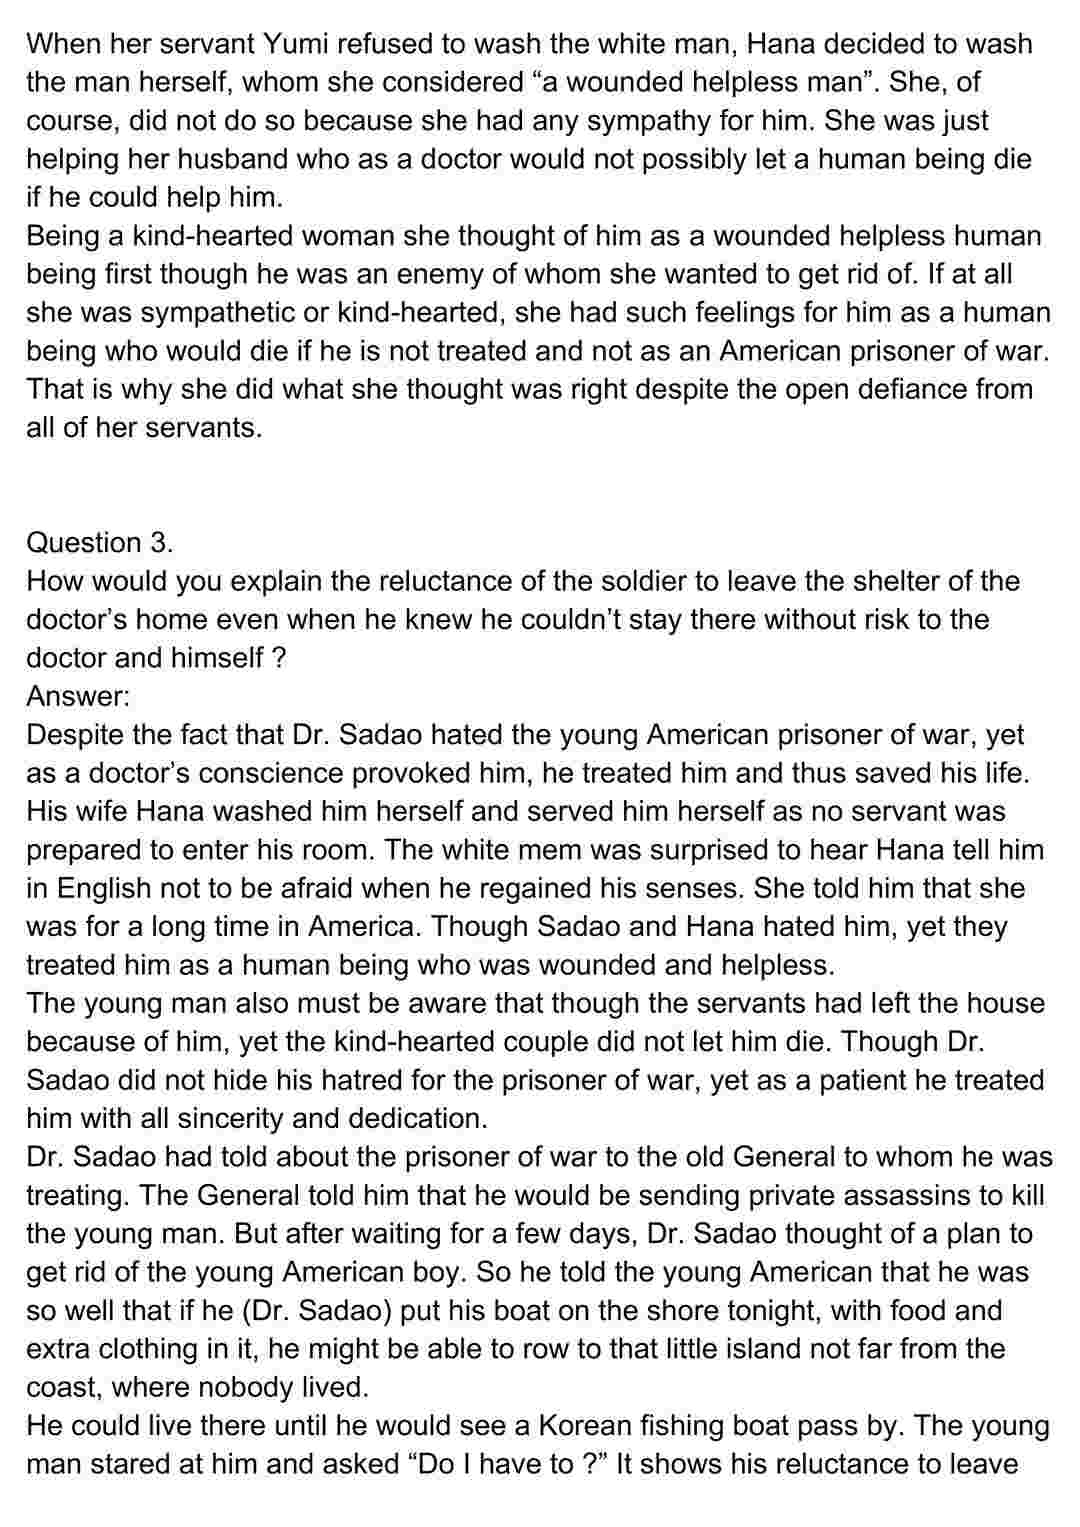 When her servant Yumi refused to wash the white man, Hana decided to wash
the man herself, whom she considered “a wounded helpless man”. She, of
course, did not do so because she had any sympathy for him. She was just
helping her husband who as a doctor would not possibly let a human being die
if he could help him.
Being a kind-hearted woman she thought of him as a wounded helpless human
being first though he was an enemy of whom she wanted to get rid of. If at all
she was sympathetic or kind-hearted, she had such feelings for him as a human
being who would die if he is not treated and not as an American prisoner of war.
That is why she did what she thought was right despite the open defiance from
all of her servants.
Question 3.
How would you explain the reluctance of the soldier to leave the shelter of the
doctor’s home even when he knew he couldn’t stay there without risk to the
doctor and himself ?
Answer:
Despite the fact that Dr. Sadao hated the young American prisoner of war, yet
as a doctor’s conscience provoked him, he treated him and thus saved his life.
His wife Hana washed him herself and served him herself as no servant was
prepared to enter his room. The white mem was surprised to hear Hana tell him
in English not to be afraid when he regained his senses. She told him that she
was for a long time in America. Though Sadao and Hana hated him, yet they
treated him as a human being who was wounded and helpless.
The young man also must be aware that though the servants had left the house
because of him, yet the kind-hearted couple did not let him die. Though Dr.
Sadao did not hide his hatred for the prisoner of war, yet as a patient he treated
him with all sincerity and dedication.
Dr. Sadao had told about the prisoner of war to the old General to whom he was
treating. The General told him that he would be sending private assassins to kill
the young man. But after waiting for a few days, Dr. Sadao thought of a plan to
get rid of the young American boy. So he told the young American that he was
so well that if he (Dr. Sadao) put his boat on the shore tonight, with food and
extra clothing in it, he might be able to row to that little island not far from the
coast, where nobody lived.
He could live there until he would see a Korean fishing boat pass by. The young
man stared at him and asked “Do I have to ?” It shows his reluctance to leave